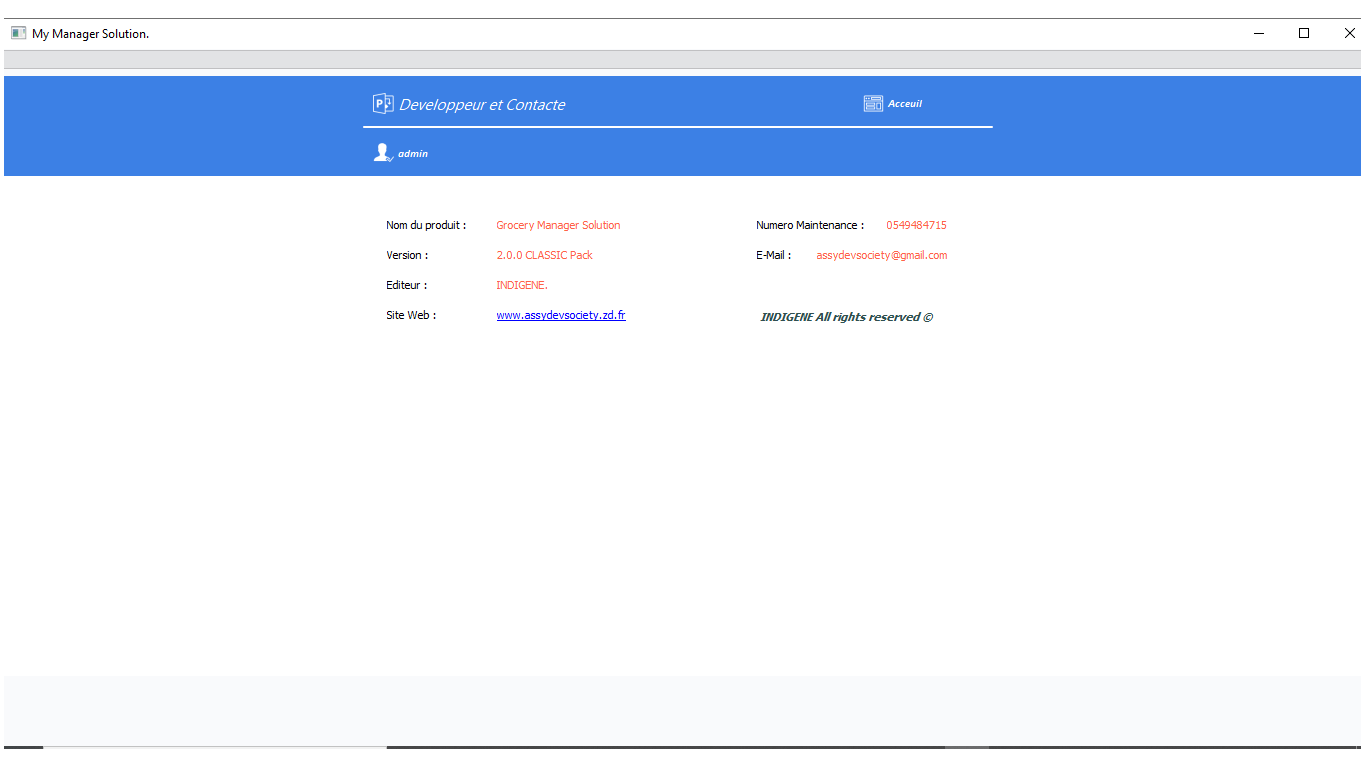 My Manager Solution.
Developpeur et Contacte
Acceuil
admin
Nom du produit : Grocery Manager Solution
Numero Maintenance : 0549484715
Version : 2.0.0 CLASSIC Pack
E-Mail : assydevsociety@gmail.com
Editeur : INDIGENE.
Site Web : www.assydevsociety.zd.fr
INDIGENE All rights reserved ©